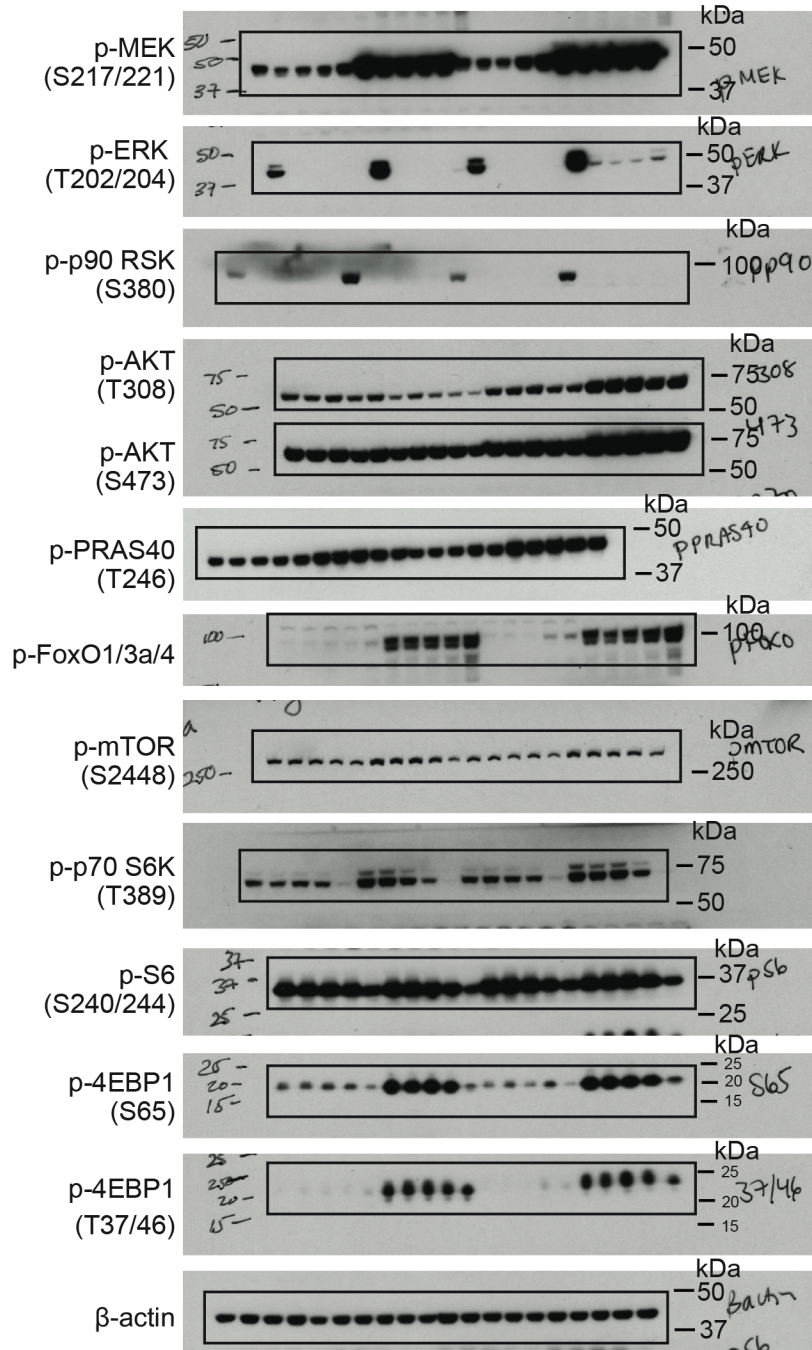 kDa
p-MEK
(S217/221)
50
50
37
50
37
pMEK
kDa
p-ERK
(T202/204)
50
37
50
37
pERK
kDa
p-p90 RSK
(S380)
100
pp90
kDa
p-AKT
(T308)
75
50
75
50
308
p-AKT
(S473)
75
50
75
50
473
kDa
p-PRAS40
(T246)
50
37
pPRAS40
kDa
p-FoxO1/3a/4
100
100
pFOXO
kDa
p-mTOR
(S2448)
250
250
pmTOR
kDa
p-p70 S6K
(T389)
75
50
kDa
p-S6
(S240/244)
37
37
25
37
25
pS6
kDa
p-4EBP1
(S65)
25
20
15
25
20
15
S65
kDa
p-4EBP1
(T37/46)
25
20
15
25
20
15
37/46
kDa
β-actin
50
37
Bactin